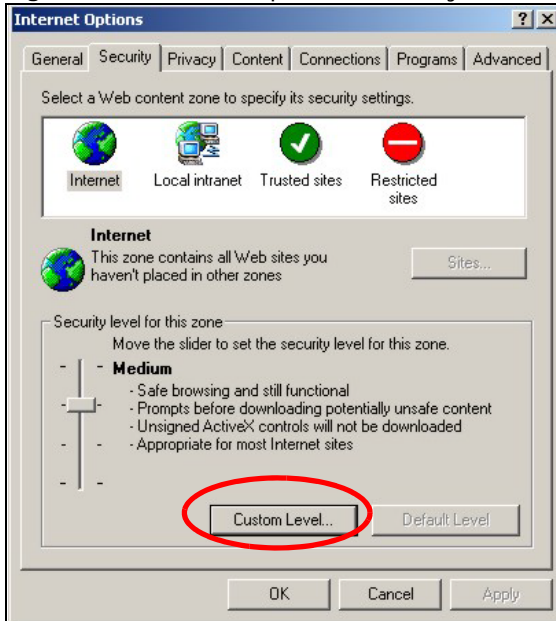 Internet Options
General Security Privacy Content Connections Programs Advanced
Select a Web content zone to specify its security settings.
Internet Local intranet Trusted sites Restricted sites
Internet
This zone contains all Web sites you
haven't placed in other zones
Sites...
Security level for this zone
Move the slider to set the security level for this zone.
Medium
- Safe browsing and still functional
- Prompts before downloading potentially unsafe content
- Unsigned ActiveX controls will not be downloaded
- Appropriate for most Internet sites
Custom Level... Default Level
OK Cancel Apply